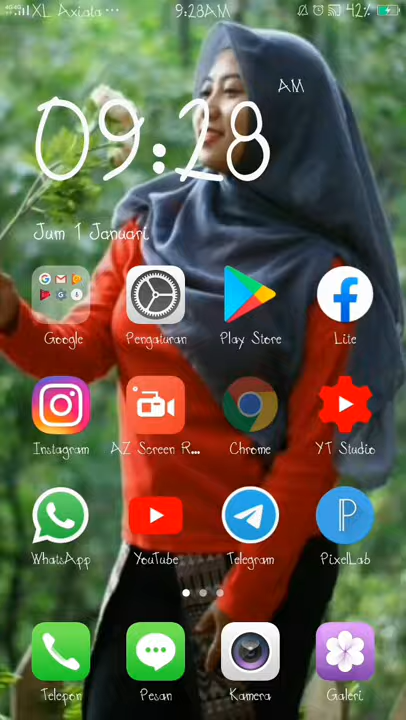 XL Axiata ... 9:28AM 42%
AM
09:28
Jum 1 Januari
Google Pengaturan Play Store Lite
Instagram AZ Screen R... Chrome YT Studio
WhatsApp YouTube Telegram PixelLab
Telepon Pesan Kamera Galeri